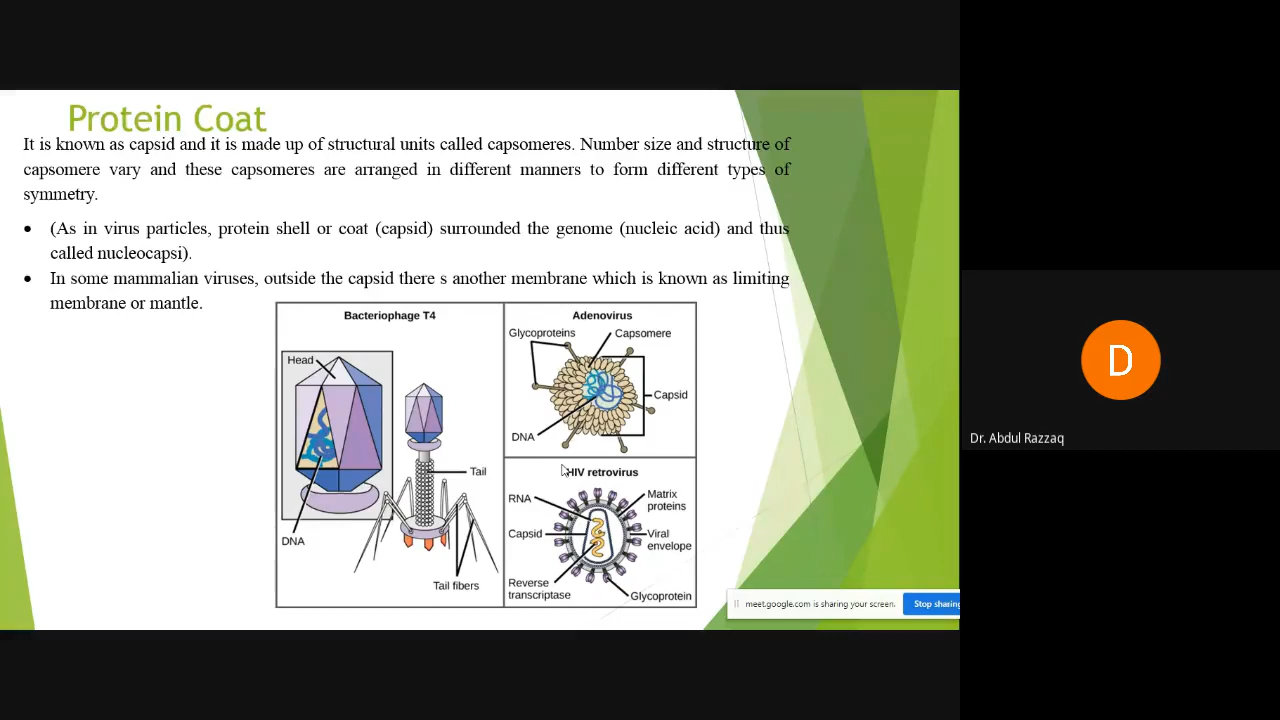 Protein Coat
It is known as capsid and it is made up of structural units called capsomeres. Number size and structure of
capsomere vary and these capsomeres are arranged in different manners to form different types of
symmetry.
• (As in virus particles, protein shell or coat (capsid) surrounded the genome (nucleic acid) and thus
called nucleocapsi).
• In some mammalian viruses, outside the capsid there s another membrane which is known as limiting
membrane or mantle.
Bacteriophage T4
Head
DNA
Tail
Tail fibers
Adenovirus
Glycoproteins
Capsomere
Capsid
DNA
HIV retrovirus
RNA
Matrix
proteins
Capsid
Viral
envelope
Reverse
transcriptase
Glycoprotein
meet.google.com is sharing your screen.
Stop sharing
D
Dr. Abdul Razzaq